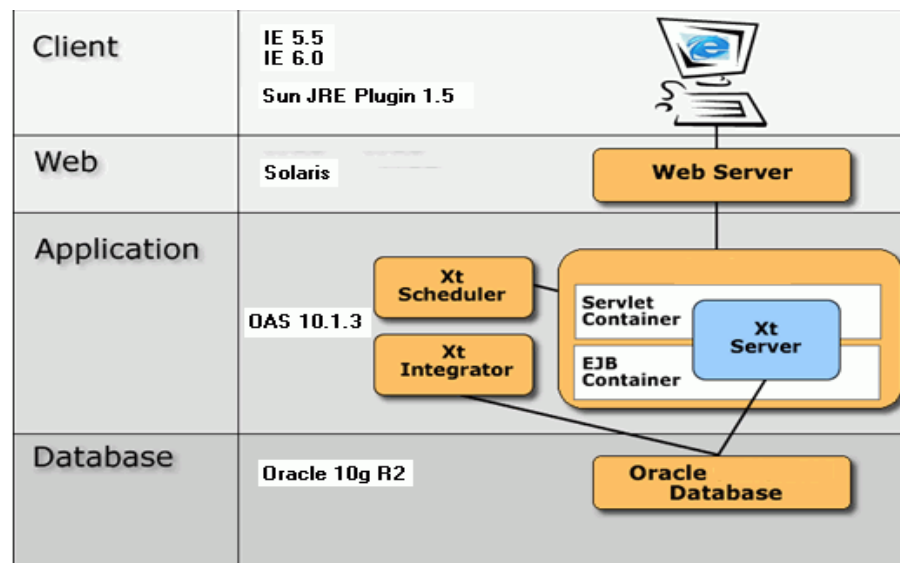 Client
IE 5.5
IE 6.0
Sun JRE Plugin 1.5
Web
Solaris
Web Server
Application
OAS 10.1.3
Xt
Scheduler
Xt
Integrator
Servlet
Container
EJB
Container
Xt
Server
Database
Oracle 10g R2
Oracle
Database